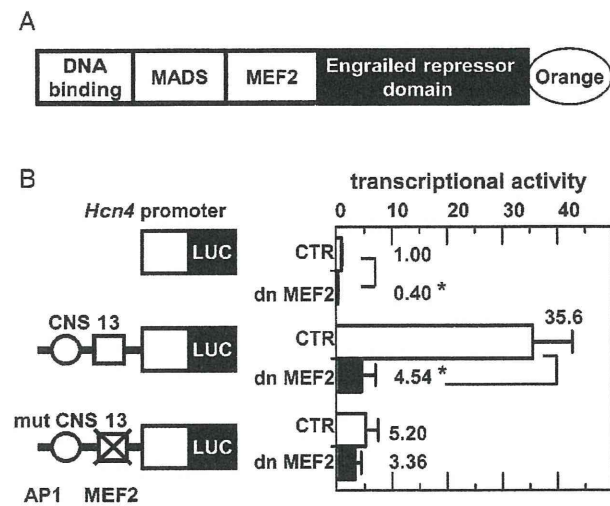 A
DNA binding
MADS
MEF2
Engrailed repressor domain
Orange
B
transcriptional activity
Hcn4 promoter
0 10 20 30 40
LUC
CTR
1.00
dn MEF2
0.40 *
CNS 13
LUC
CTR
35.6
dn MEF2
4.54 *
mut CNS 13
LUC
CTR
5.20
dn MEF2
3.36
AP1 MEF2